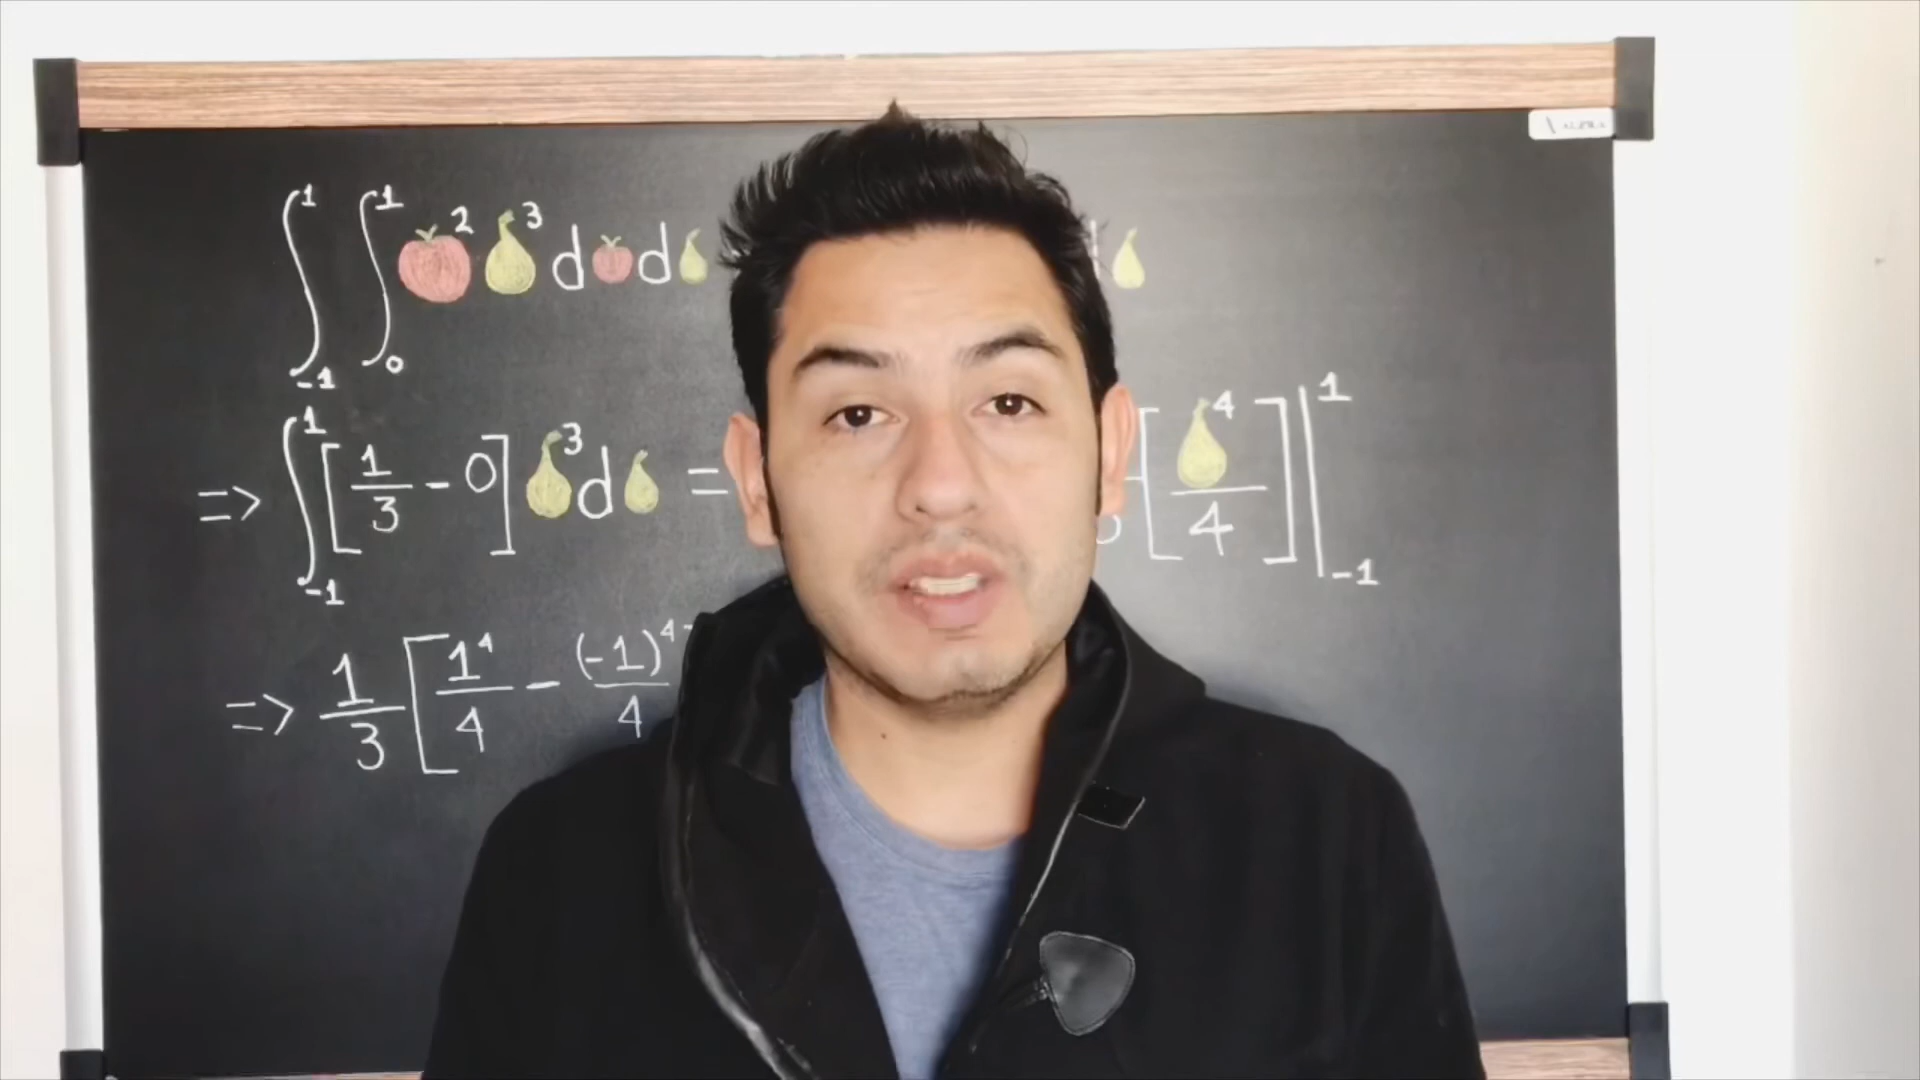 ∫₋₁¹ ∫₀¹ 🍎² 🍐³ d🍎d🍐 🍐
=> ∫₋₁¹ [1/3 - 0] 🍐³ d🍐 = [🍐⁴/4] |₋₁¹
=> 1/3 [1⁴/4 - (-1)⁴/4